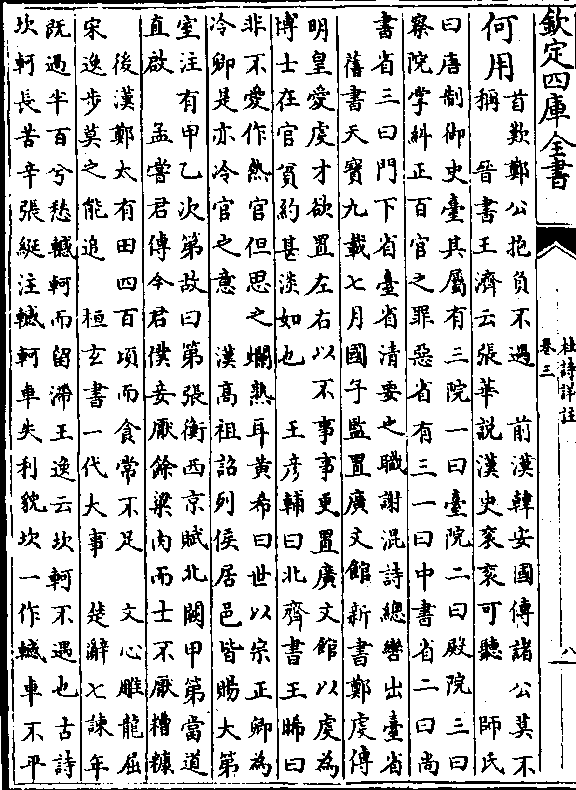 欽定四庫全書
何用
首歎鄭公抱負不遇　前漢韓安國傳諸公莫不
稱　晉書王濟云張華說漢史衮衮可聽　師氏
曰唐制御史臺其屬有三院一曰臺院二曰殿院三曰
察院掌糾正百官之罪惡省有三一曰中書省二曰尚
書省三曰門下省臺省清要之職謝混詩總轡出臺省
舊書天寶九載七月國子監置廣文館新書鄭虔傳
明皇愛虔才欲置左右以不事事更置廣文館以虔為
博士在官貧約甚淡如也　王彥輔曰北齊書王晞曰
非不愛作熱官但思之爛熟耳黃希曰世以宗正卿為
冷卿是亦冷官之意　漢高祖詔列侯居邑皆賜大第
室注有甲乙次第故曰第張衡西京賦北闕甲第當道
直啟　孟嘗君傳今君僕妾厭餘粱肉而士不厭糟糠
後漢鄭太有田四百頃而食常不足　文心雕龍屈
宋逸步莫之能追　桓玄書一代大事　楚辭七諫年
既過半百兮愁轗軻而留滯王逸云坎軻不遇也古詩
坎軻長苦辛張綖注轗軻車失利貌坎一作轗車不平
杜詩詳註
卷三
八